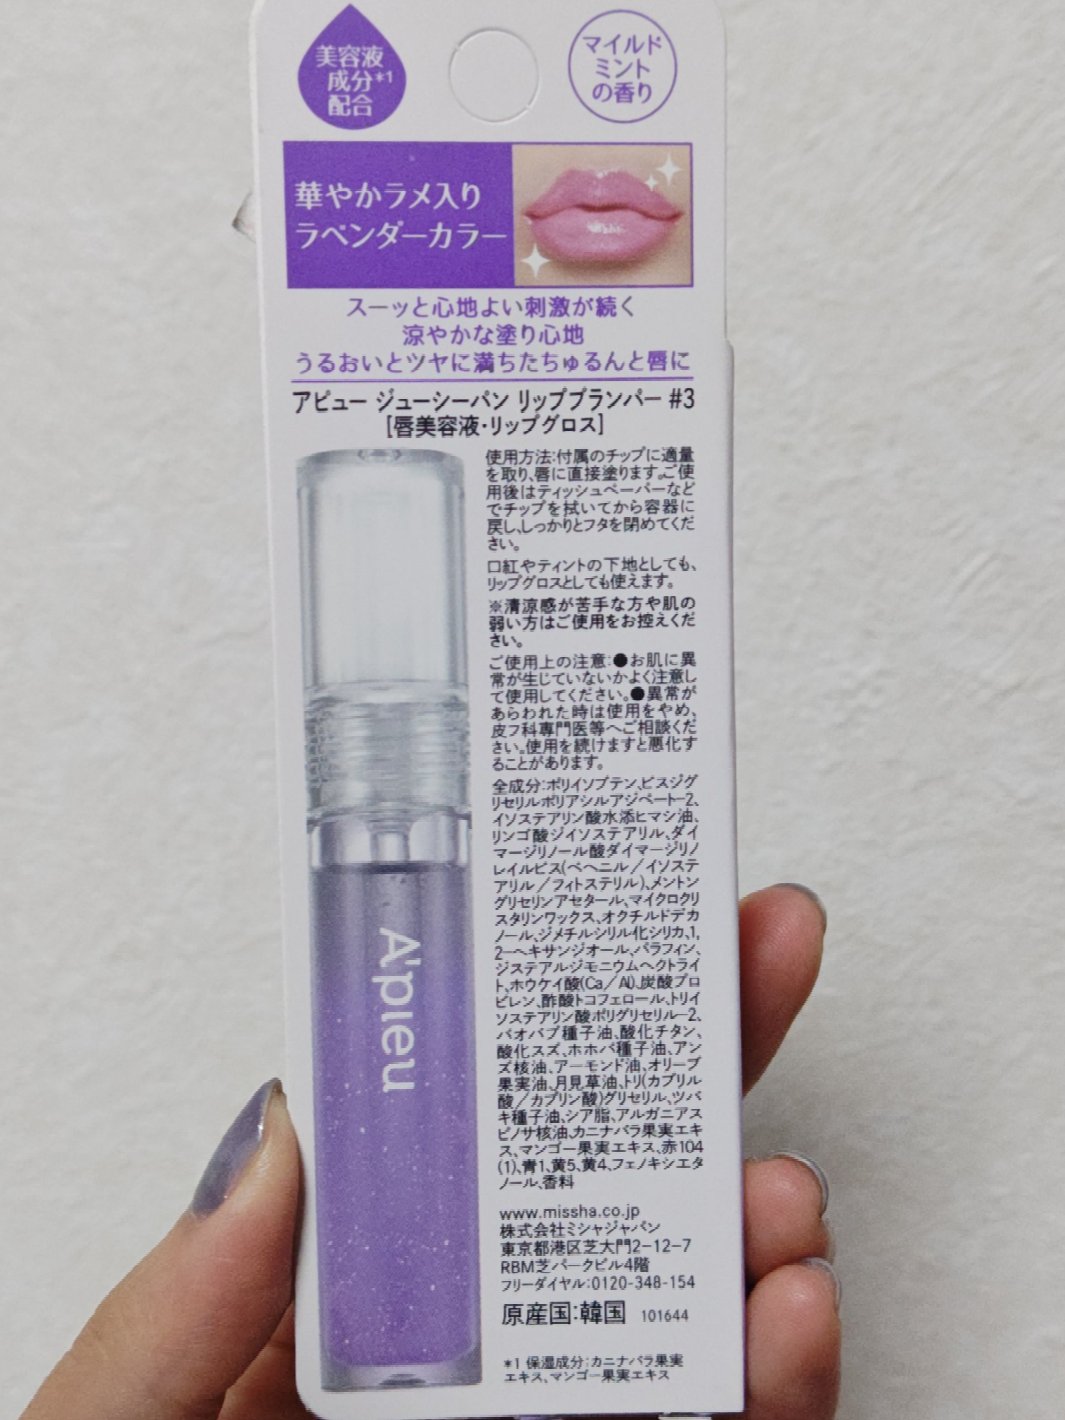 美容液
成分*1
配合
マイルド
ミント
の香り
華やかラメ入り
ラベンダーカラー
スーッと心地よい刺激が続く
涼やかな塗り心地
うるおいとツヤに満ちたちゅるんと唇に
アピュー ジューシーパン リッププランパー #3
[唇美容液・リップグロス]
使用方法:付属のチップに適量
を取り、唇に直接塗ります。ご使
用後はティッシュペーパーなど
でチップを拭いてから容器に
戻し、しっかりとフタを閉めてくだ
さい。
口紅やティントの下地としても、
リップグロスとしても使えます。
※清涼感が苦手な方や肌の
弱い方はご使用をお控えくだ
さい。
ご使用上の注意:●お肌に異
常が生じていないかよく注意し
て使用してください。●異常が
あらわれた時は使用をやめ、
皮フ科専門医等へご相談くだ
さい。使用を続けますと悪化す
ることがあります。
全成分:ポリイソブテン、ビスジグ
リセリルポリアシルアジペート-2、
イソステアリン酸水添ヒマシ油、
リンゴ酸ジイソステアリル、ダイ
マージリノール酸ダイマージリノ
レイルビス(ベヘニル/イソステ
アリル/フィトステリル)、メントン
グリセリンアセタール、マイクロクリ
スタリンワックス、オクチルドデカ
ノール、ジメチルシリル化シリカ、1,
2-ヘキサンジオール、パラフィン、
ジステアルジモニウムヘクトライ
ト、ホウケイ酸(Ca/Al)、炭酸プロ
ピレン、酢酸トコフェロール、トリイ
ソステアリン酸ポリグリセリル-2、
バオバブ種子油、酸化チタン、
酸化スズ、ホホバ種子油、アン
ズ核油、アーモンド油、オリーブ
果実油、月見草油、トリ(カプリル
酸/カプリン酸)グリセリル、ツバ
キ種子油、シア脂、アルガニアス
ピノサ核油、カニナバラ果実エキ
ス、マンゴー果実エキス、赤104
(1)、青1、黄5、黄4、フェノキシエタ
ノール、香料
www.missha.co.jp
株式会社ミシャジャパン
東京都港区芝大門2-12-7
RBM芝パークビル4階
フリーダイヤル:0120-348-154
原産国:韓国 101644
*1 保湿成分:カニナバラ果実
エキス、マンゴー果実エキス
A'pieu